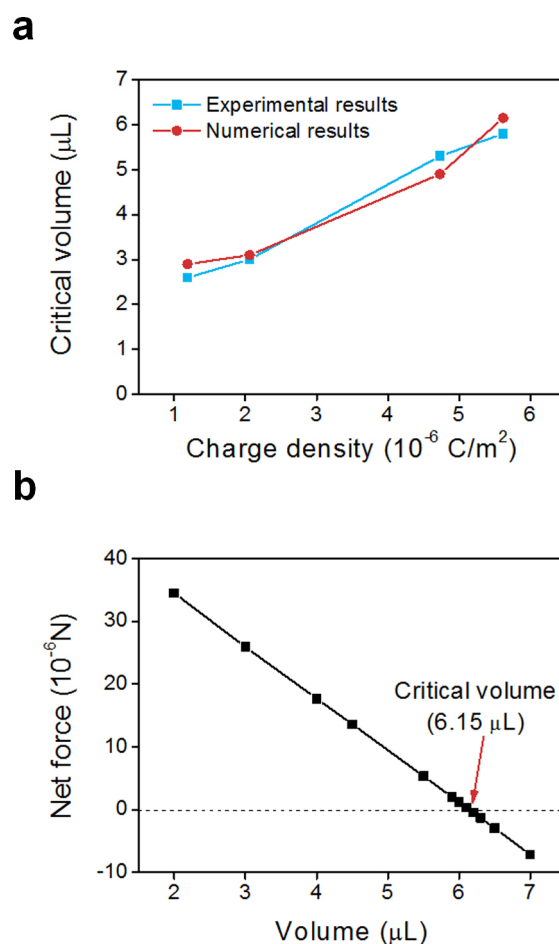 a
7
6
5
4
3
2
1
0
Experimental results
Numerical results
Critical volume (μL)
1 2 3 4 5 6
Charge density (10⁻⁶ C/m²)
b
40
30
20
10
0
-10
Net force (10⁻⁶N)
Critical volume
(6.15 μL)
2 3 4 5 6 7
Volume (μL)